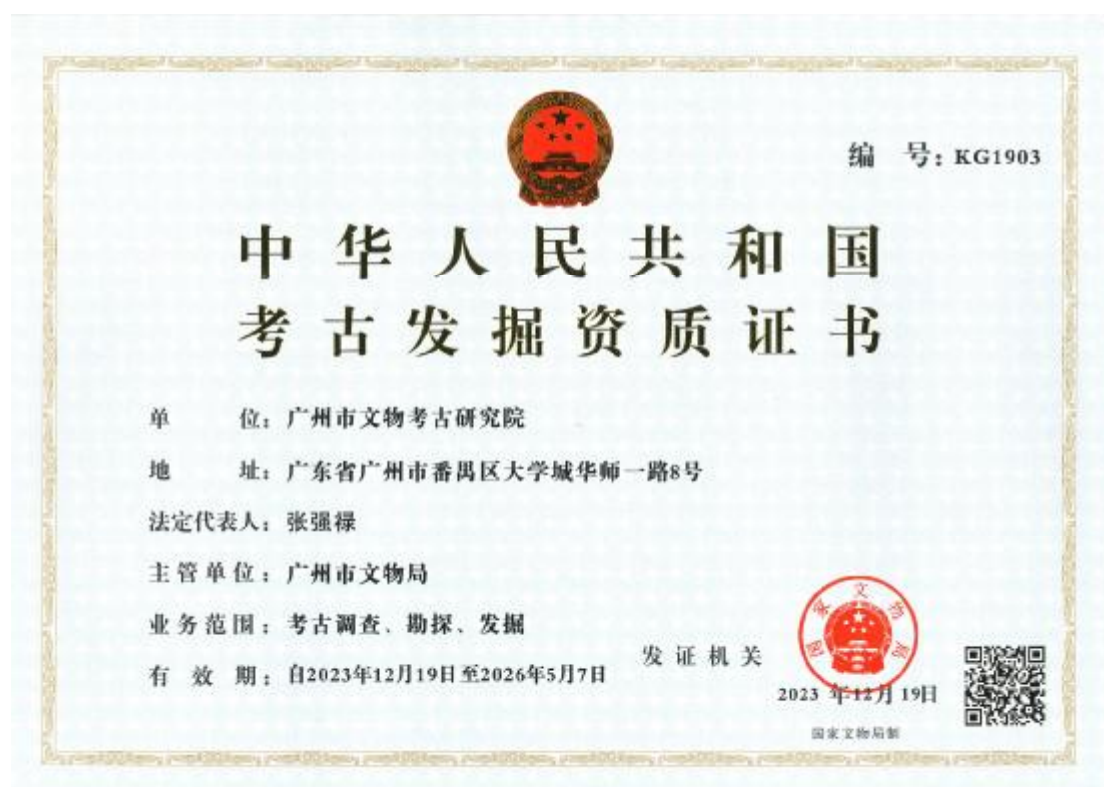 编 号：KG1903
中华人民共和国
考古发掘资质证书
单 位：广州市文物考古研究院
地 址：广东省广州市番禺区大学城华师一路8号
法定代表人：张强禄
主管单位：广州市文物局
业务范围：考古调查、勘探、发掘
有 效 期：自2023年12月19日至2026年5月7日
发证机关
国家文物局
2023 年12月 19日
国家文物局制